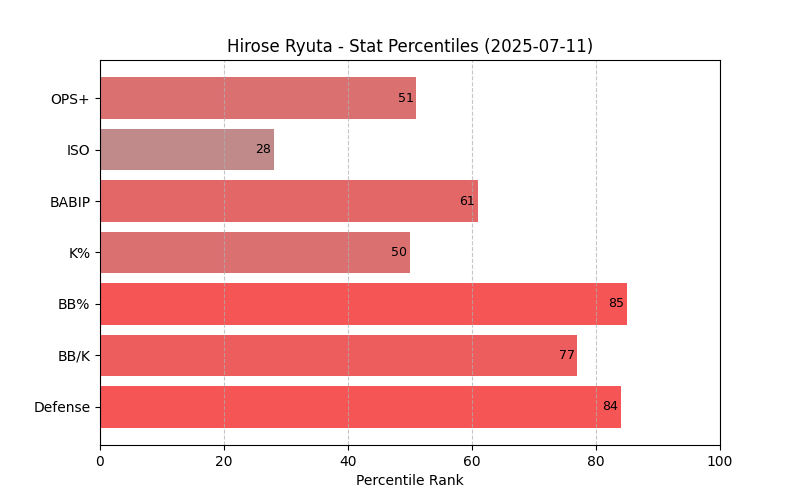 Hirose Ryuta - Stat Percentiles (2025-07-11)
OPS+
51
ISO
28
BABIP
61
K%
50
BB%
85
BB/K
77
Defense
84
0 20 40 60 80 100
Percentile Rank